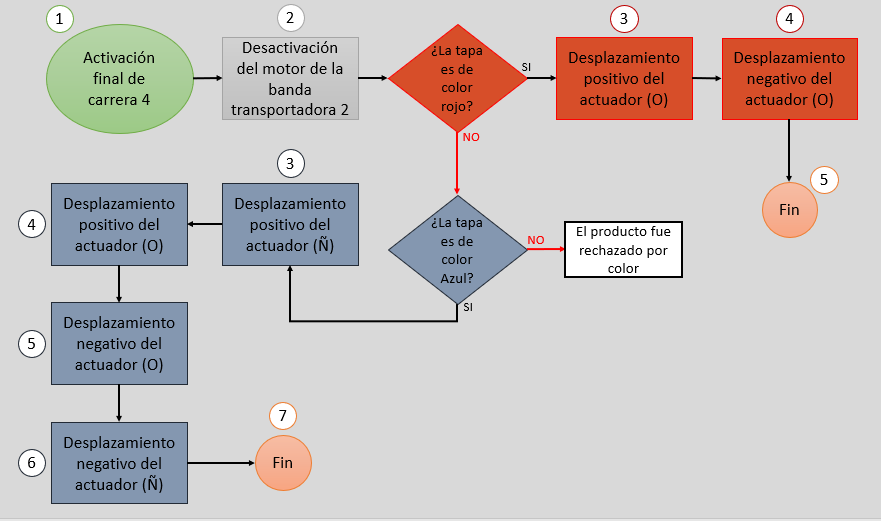 1
Activación
final de
carrera 4
2
Desactivación
del motor de la
banda
transportadora 2
¿La tapa
es de
color
rojo?
SI
NO
3
Desplazamiento
positivo del
actuador (O)
4
Desplazamiento
negativo del
actuador (O)
5
Fin
¿La tapa
es de
color
Azul?
NO
El producto fue
rechazado por
color
SI
3
Desplazamiento
positivo del
actuador (Ñ)
4
Desplazamiento
positivo del
actuador (O)
5
Desplazamiento
negativo del
actuador (O)
6
Desplazamiento
negativo del
actuador (Ñ)
7
Fin